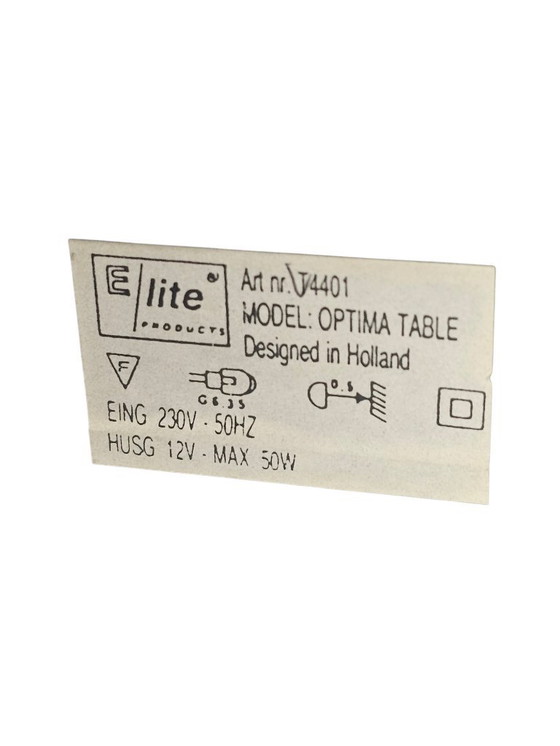 E/lite®
PRODUCTS
Art nr. T4401
MODEL: OPTIMA TABLE
Designed in Holland
F
G6.35
0.5
EING 230V · 50HZ
HUSG 12V · MAX 50W